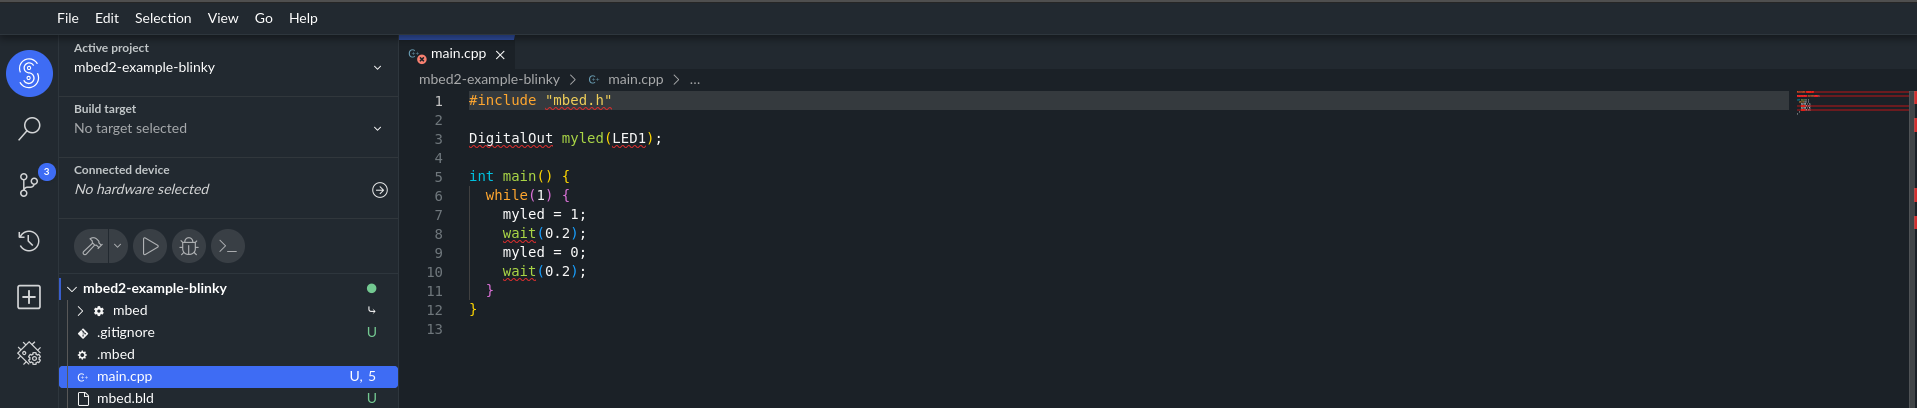 File Edit Selection View Go Help
Active project
mbed2-example-blinky
Build target
No target selected
Connected device
No hardware selected
3
mbed2-example-blinky
mbed
.gitignore U
.mbed
main.cpp U, 5
mbed.bld U
main.cpp
mbed2-example-blinky > main.cpp > ...
1 #include "mbed.h"
2
3 DigitalOut myled(LED1);
4
5 int main() {
6 while(1) {
7 myled = 1;
8 wait(0.2);
9 myled = 0;
10 wait(0.2);
11 }
12 }
13